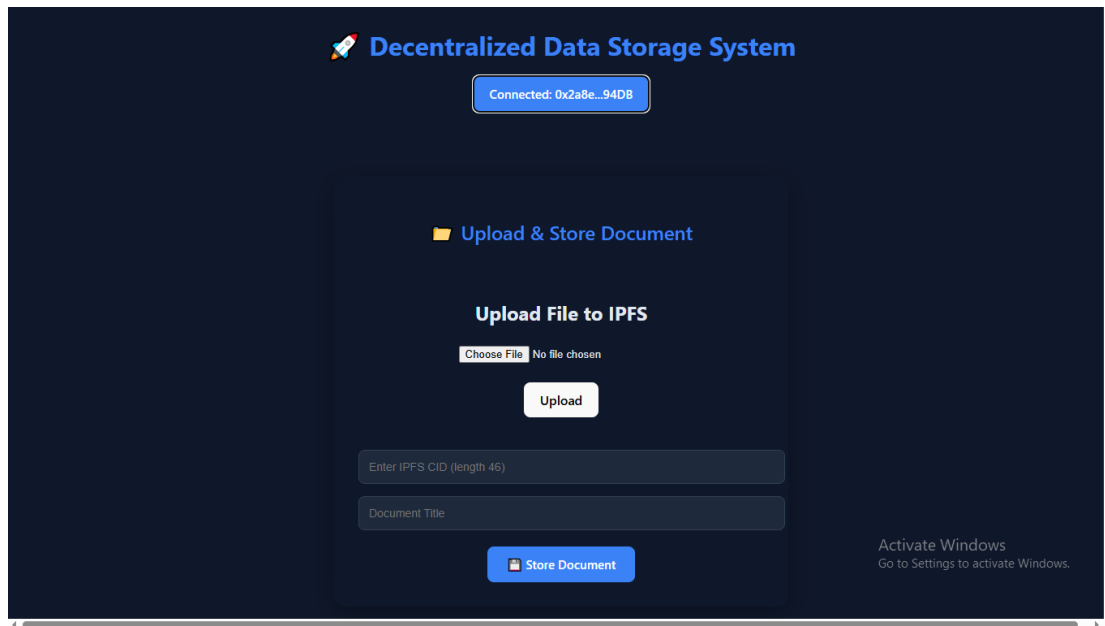 🚀 Decentralized Data Storage System
Connected: 0x2a8e...94DB
📁 Upload & Store Document
Upload File to IPFS
Choose File No file chosen
Upload
Enter IPFS CID (length 46)
Document Title
💾 Store Document
Activate Windows
Go to Settings to activate Windows.